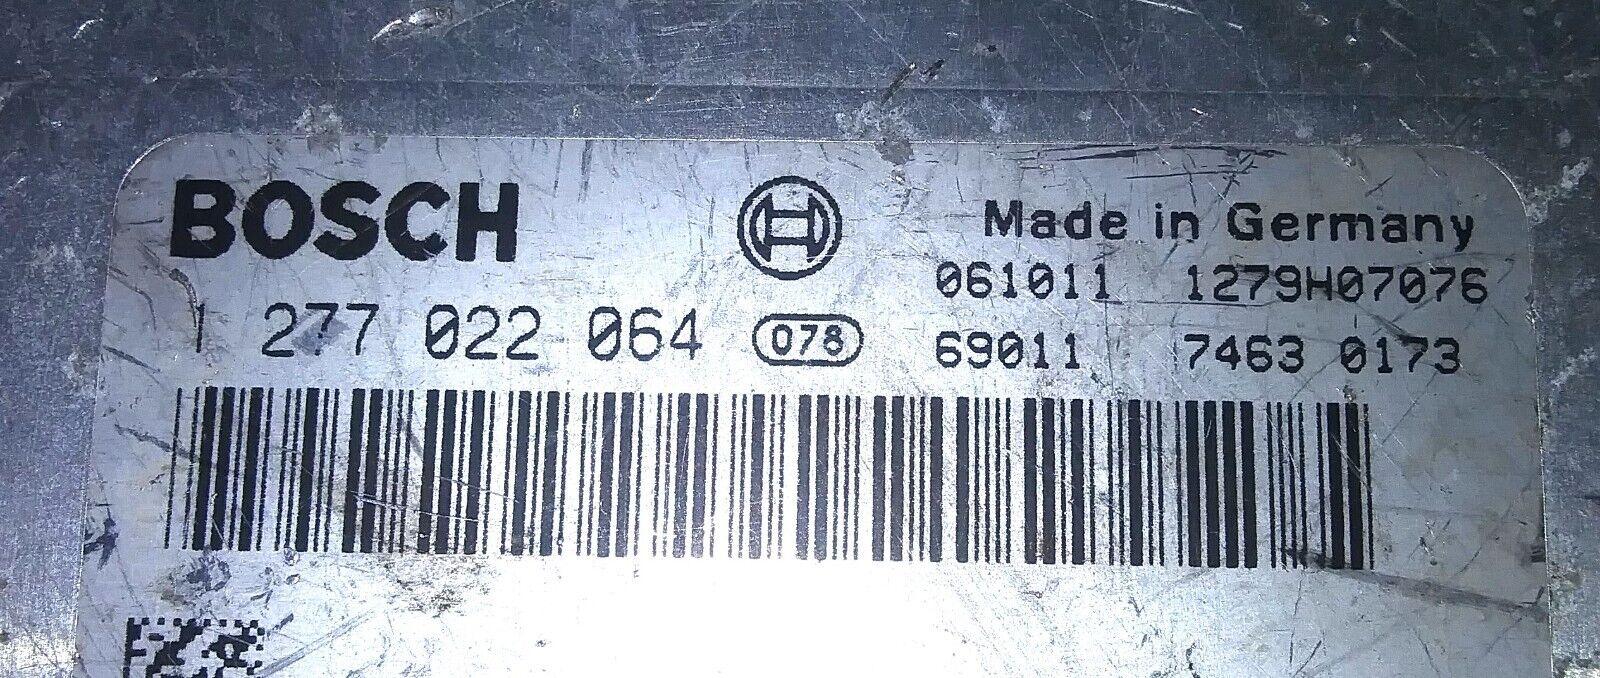 BOSCH Made in Germany
061011 1279H07076
1 277 022 064 078 69011 7463 0173